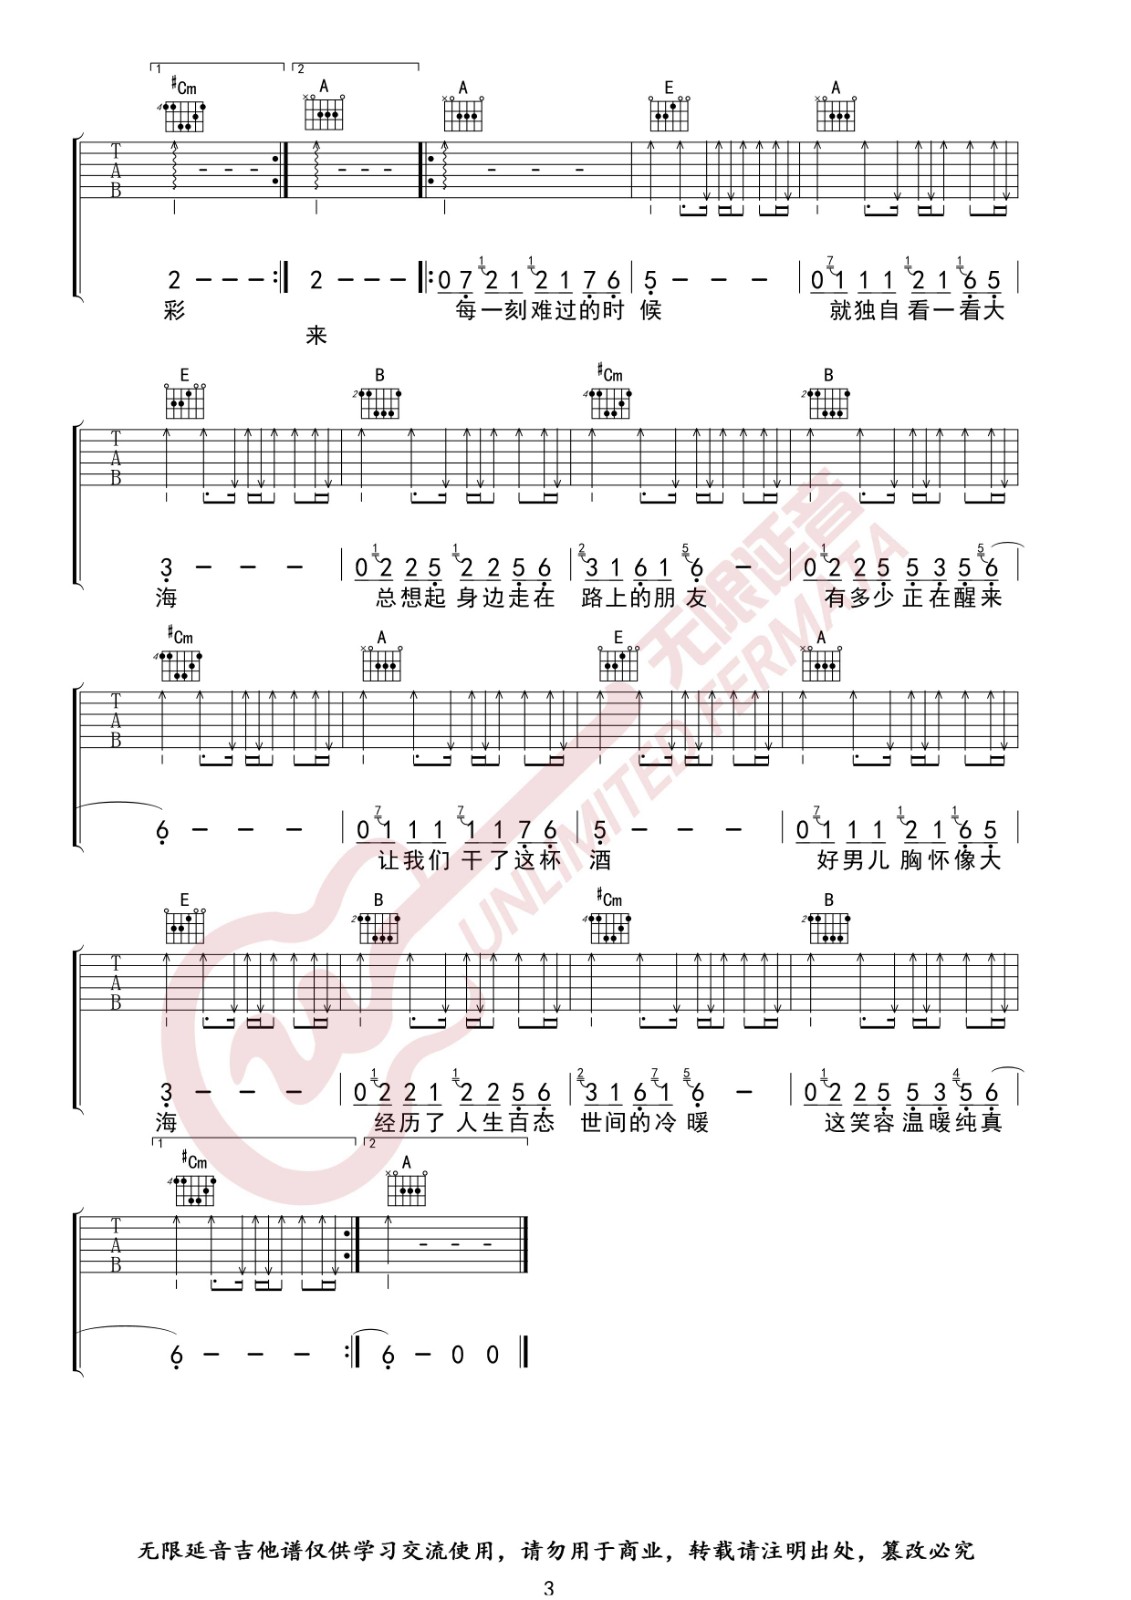 1 2
#Cm A A E A
T A B
2 - - - :| 2 - - - |: 0 7 2 1 2 1 7 6 | 5 - - - | 0 1 1 1 2 1 6 5 |
彩 每一刻难过的时 候 就独自 看一看大
来
E B #Cm B
T A B
3 - - - | 0 2 2 5 2 2 5 6 | 3 1 6 1 6 - | 0 2 2 5 5 3 5 6 |
海 总想起 身边走在 路上的朋友 有多少 正在醒来
#Cm A E A
T A B
6 - - - | 0 1 1 1 1 1 7 6 | 5 - - - | 0 1 1 1 2 1 6 5 |
让我们 干了这杯 酒 好男儿 胸怀像大
E B #Cm B
T A B
3 - - - | 0 2 2 1 2 2 5 6 | 3 1 6 1 6 - | 0 2 2 5 5 3 5 6 |
海 经历了 人生百态 世间的冷暖 这笑容 温暖纯真
1 2
#Cm A
T A B
6 - - - :| 6 - 0 0 |
无限延音
UNLIMITED FERMATA
无限延音吉他谱仅供学习交流使用，请勿用于商业，转载请注明出处，篡改必究
3